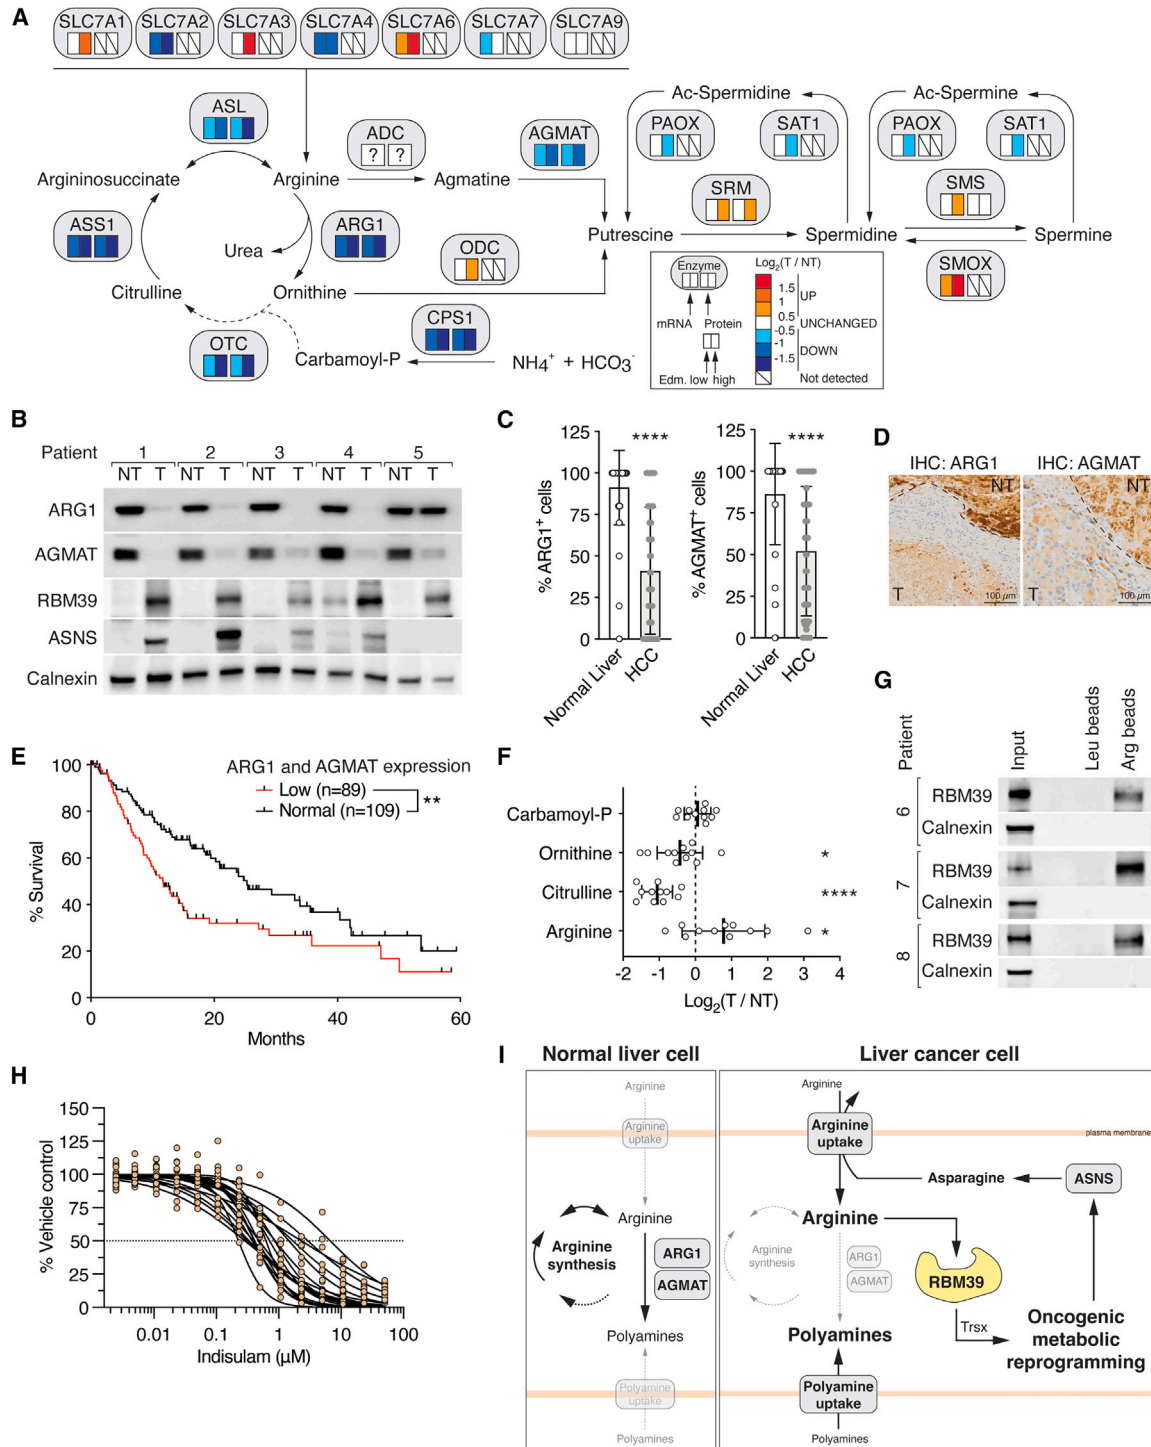 A
SLC7A1 SLC7A2 SLC7A3 SLC7A4 SLC7A6 SLC7A7 SLC7A9
Ac-Spermidine Ac-Spermine
ASL ADC AGMAT PAOX SAT1 PAOX SAT1
? ?
Argininosuccinate Arginine Agmatine SRM SMS
ASS1 ARG1 ODC
Urea Putrescine Spermidine Spermine
Citrulline Ornithine SMOX
OTC CPS1
Carbamoyl-P NH4+ + HCO3-
Enzyme Log2(T / NT)
1.5
1 UP
0.5
mRNA Protein UNCHANGED
-0.5
-1 DOWN
-1.5
Edm. low high Not detected
B
Patient 1 2 3 4 5
NT T NT T NT T NT T NT T
ARG1
AGMAT
RBM39
ASNS
Calnexin
C
% ARG1+ cells
125
100
75
50
25
0
****
Normal Liver HCC
% AGMAT+ cells
125
100
75
50
25
0
****
Normal Liver HCC
D
IHC: ARG1 IHC: AGMAT
NT NT
T T
100 µm 100 µm
E
ARG1 and AGMAT expression
Low (n=89)
Normal (n=109)
**
% Survival
100
80
60
40
20
0
0 20 40 60
Months
F
Carbamoyl-P
Ornithine *
Citrulline ****
Arginine *
-2 -1 0 1 2 3 4
Log2(T / NT)
G
Patient Input Leu beads Arg beads
6 RBM39
Calnexin
7 RBM39
Calnexin
8 RBM39
Calnexin
H
% Vehicle control
150
125
100
75
50
25
0
0.01 0.1 1 10 100
Indisulam (µM)
I
Normal liver cell Liver cancer cell
Arginine
Arginine
uptake
Arginine
Arginine
synthesis
ARG1
AGMAT
Polyamines
Polyamine
uptake
Polyamines
Arginine
Arginine
uptake
plasma membrane
Asparagine ASNS
Arginine
Arginine
synthesis
ARG1
AGMAT
RBM39
Trsx
Oncogenic
metabolic
reprogramming
Polyamines
Polyamine
uptake
Polyamines